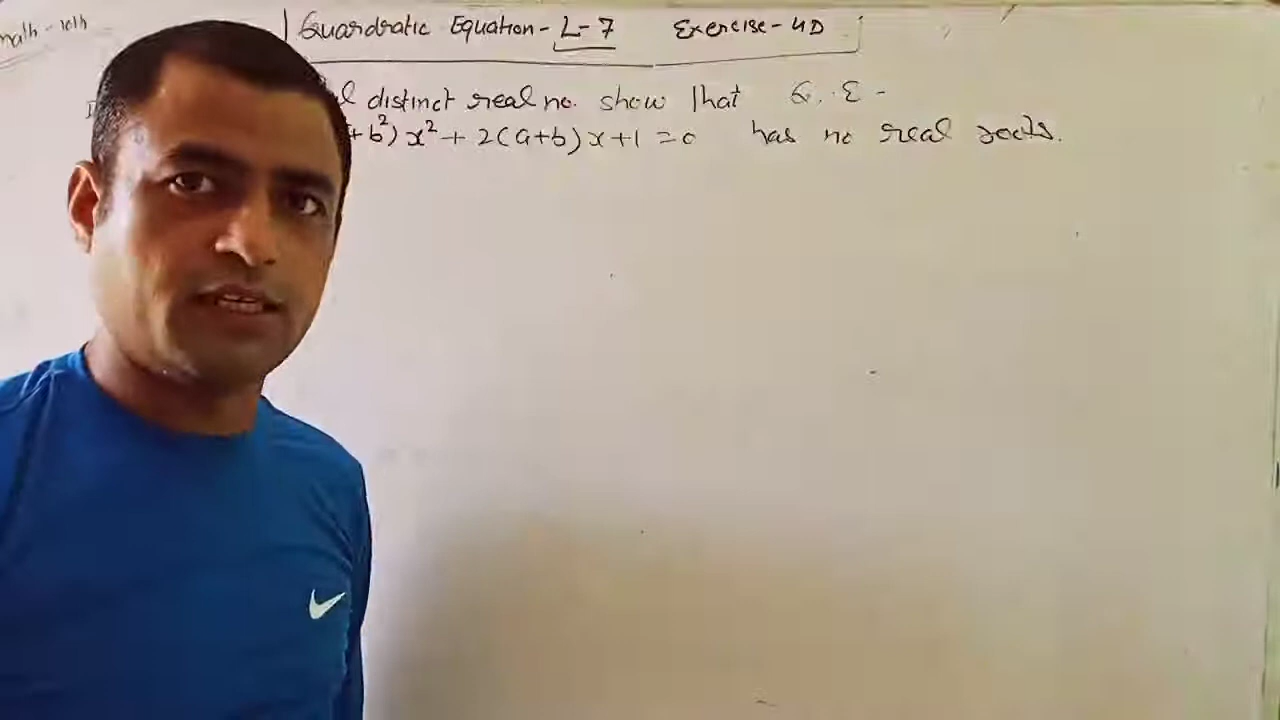 math - 10th
Guardratic Equation - L-7 Exercise - 4D
distinct real no. show that Q. E -
+ b²) x² + 2(a+b) x + 1 = 0 has no real roots.